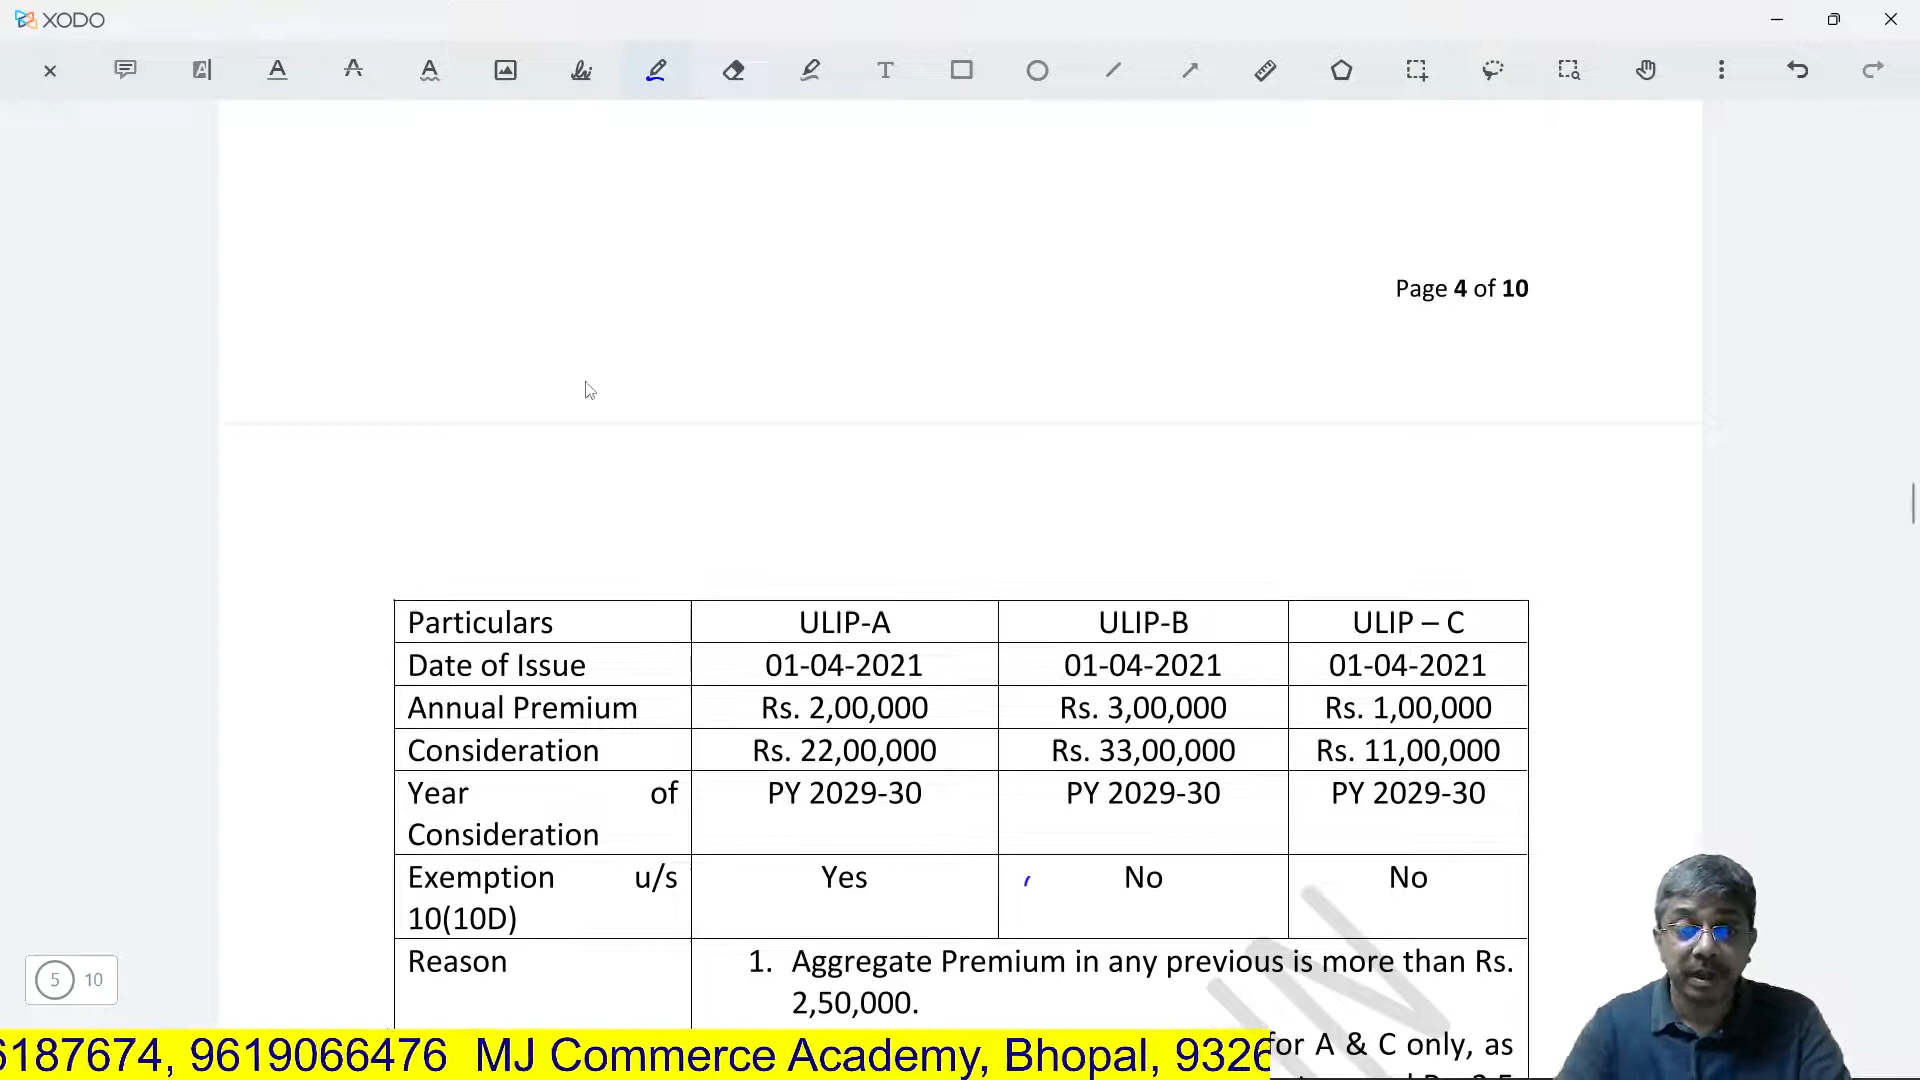 XODO
Page 4 of 10
Particulars ULIP-A ULIP-B ULIP – C
Date of Issue 01-04-2021 01-04-2021 01-04-2021
Annual Premium Rs. 2,00,000 Rs. 3,00,000 Rs. 1,00,000
Consideration Rs. 22,00,000 Rs. 33,00,000 Rs. 11,00,000
Year of PY 2029-30 PY 2029-30 PY 2029-30
Consideration
Exemption u/s Yes No No
10(10D)
Reason 1. Aggregate Premium in any previous is more than Rs.
2,50,000.
for A & C only, as
5 10
6187674, 9619066476 MJ Commerce Academy, Bhopal, 9326